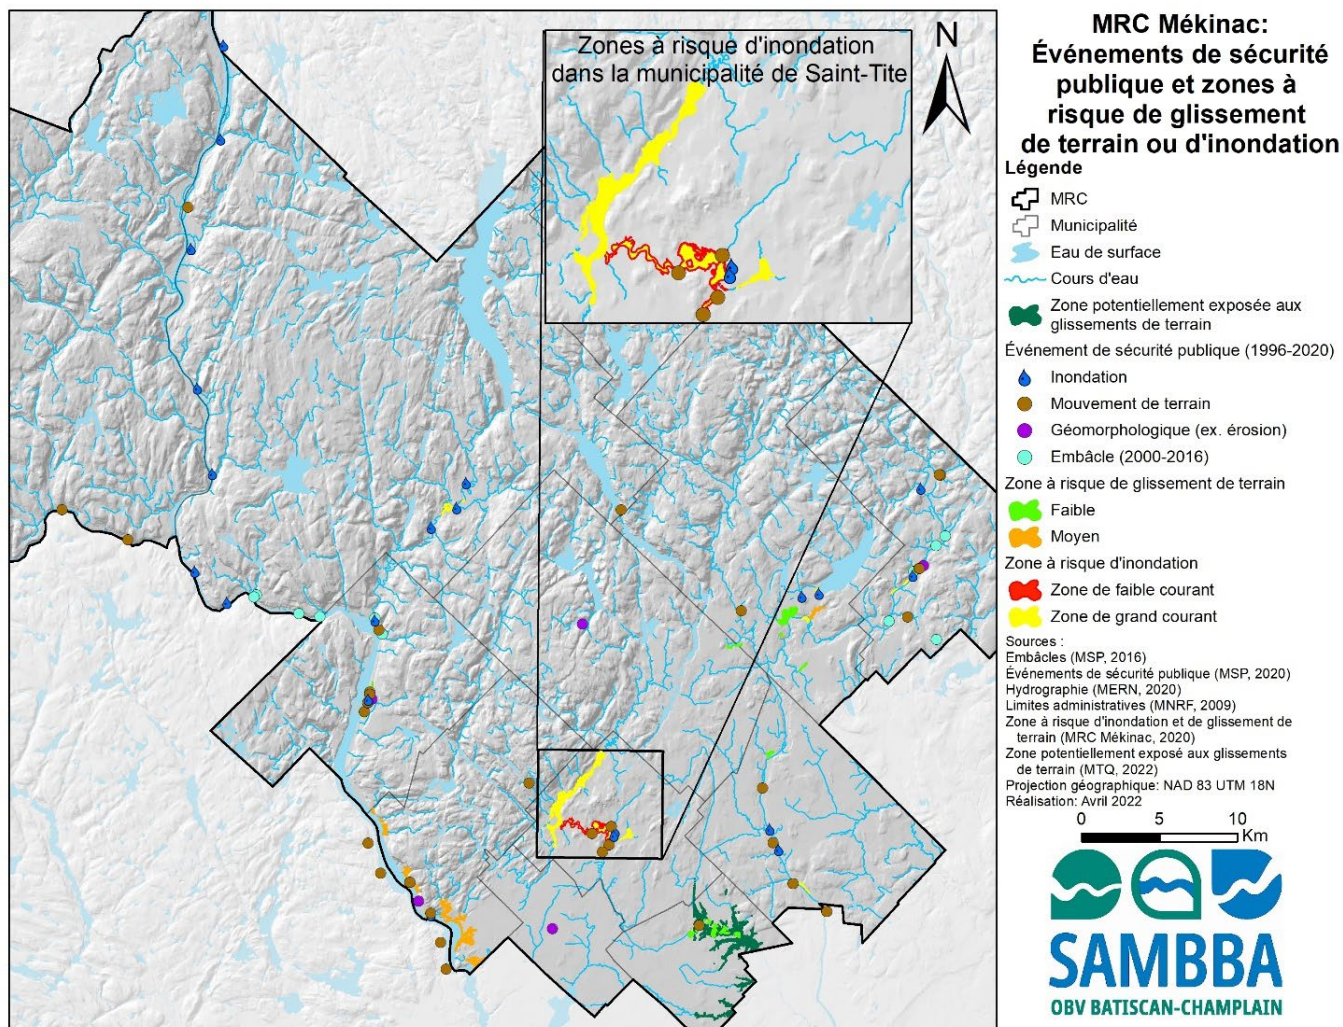 Zones à risque d'inondation
dans la municipalité de Saint-Tite
N
MRC Mékinac:
Événements de sécurité
publique et zones à
risque de glissement
de terrain ou d'inondation
Légende
MRC
Municipalité
Eau de surface
Cours d'eau
Zone potentiellement exposée aux
glissements de terrain
Événement de sécurité publique (1996-2020)
Inondation
Mouvement de terrain
Géomorphologique (ex. érosion)
Embâcle (2000-2016)
Zone à risque de glissement de terrain
Faible
Moyen
Zone à risque d'inondation
Zone de faible courant
Zone de grand courant
Sources :
Embâcles (MSP, 2016)
Événements de sécurité publique (MSP, 2020)
Hydrographie (MERN, 2020)
Limites administratives (MNRF, 2009)
Zone à risque d'inondation et de glissement de
terrain (MRC Mékinac, 2020)
Zone potentiellement exposé aux glissements
de terrain (MTQ, 2022)
Projection géographique: NAD 83 UTM 18N
Réalisation: Avril 2022
0 5 10
Km
SAMBBA
OBV BATISCAN-CHAMPLAIN